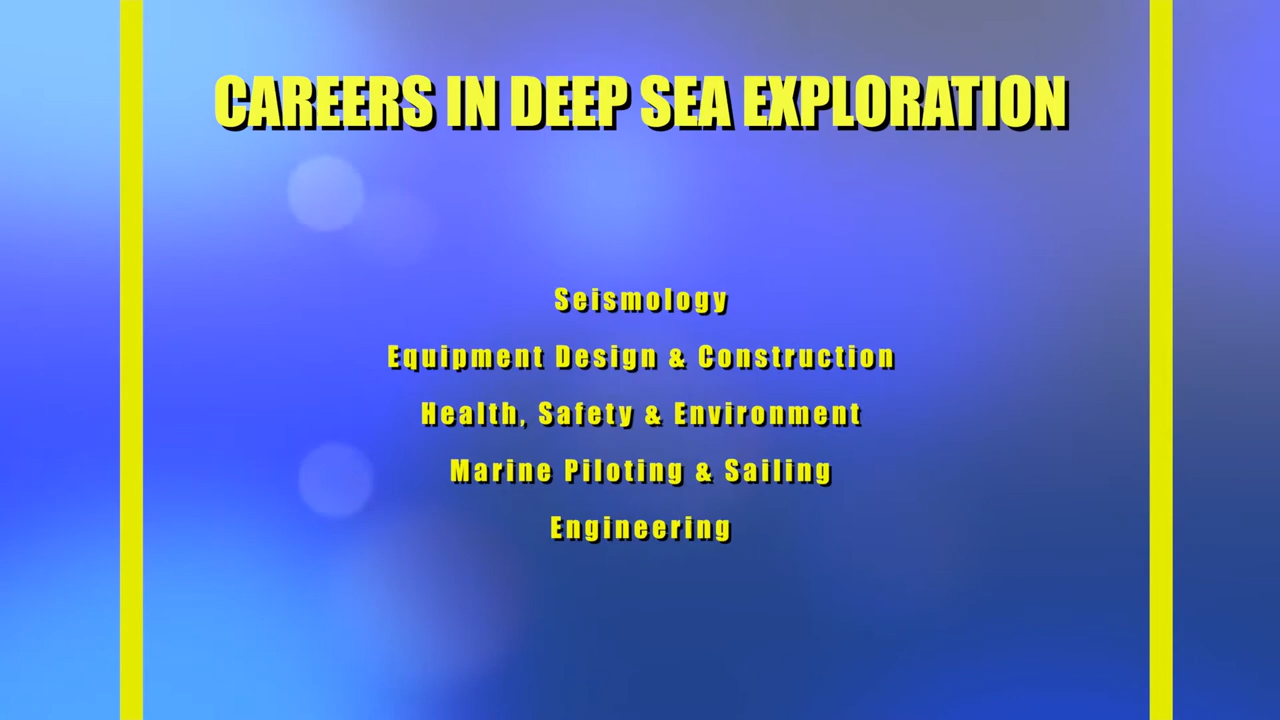 CAREERS IN DEEP SEA EXPLORATION
Seismology
Equipment Design & Construction
Health, Safety & Environment
Marine Piloting & Sailing
Engineering